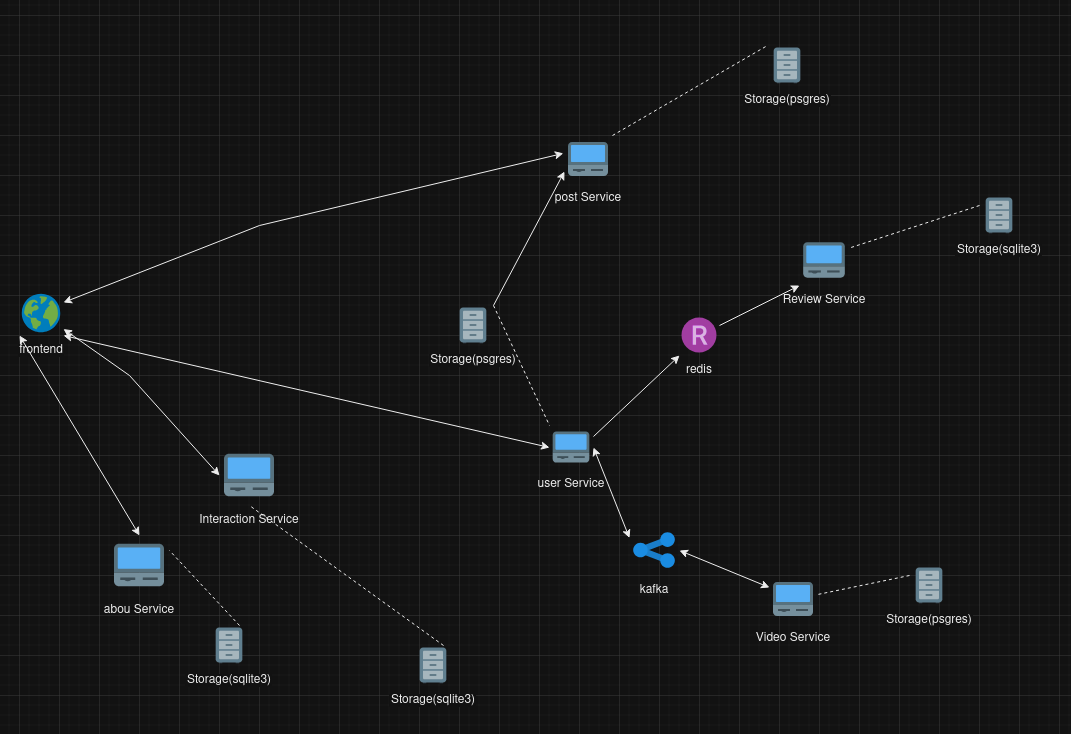 Storage(psgres)
post Service
Storage(sqlite3)
Review Service
frontend
Storage(psgres)
R
redis
user Service
Interaction Service
kafka
abou Service
Storage(psgres)
Video Service
Storage(sqlite3)
Storage(sqlite3)